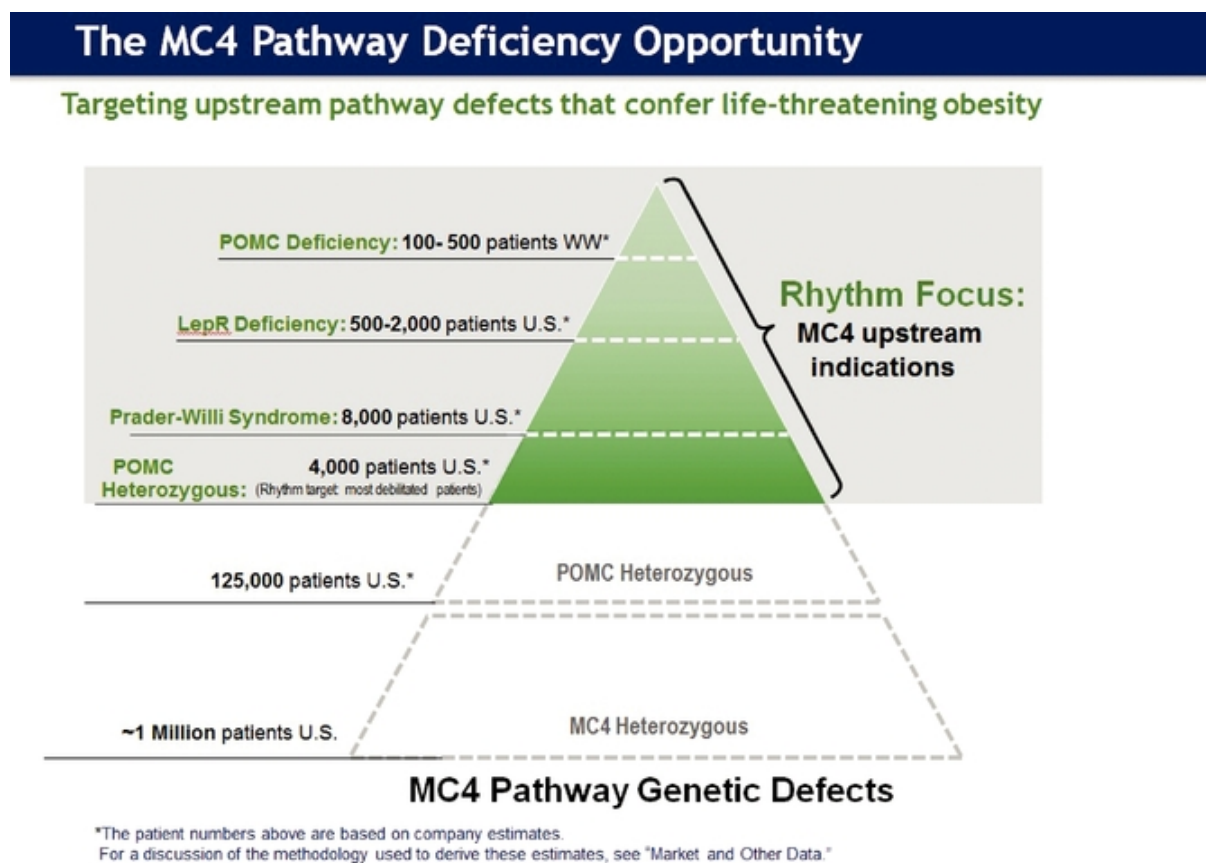 The MC4 Pathway Deficiency Opportunity
Targeting upstream pathway defects that confer life-threatening obesity
POMC Deficiency: 100- 500 patients WW*
LepR Deficiency: 500-2,000 patients U.S.*
Prader-Willi Syndrome: 8,000 patients U.S.*
POMC 4,000 patients U.S.*
Heterozygous: (Rhythm target: most debilitated patients)
Rhythm Focus:
MC4 upstream
indications
125,000 patients U.S.*
POMC Heterozygous
~1 Million patients U.S.
MC4 Heterozygous
MC4 Pathway Genetic Defects
*The patient numbers above are based on company estimates.
For a discussion of the methodology used to derive these estimates, see "Market and Other Data."